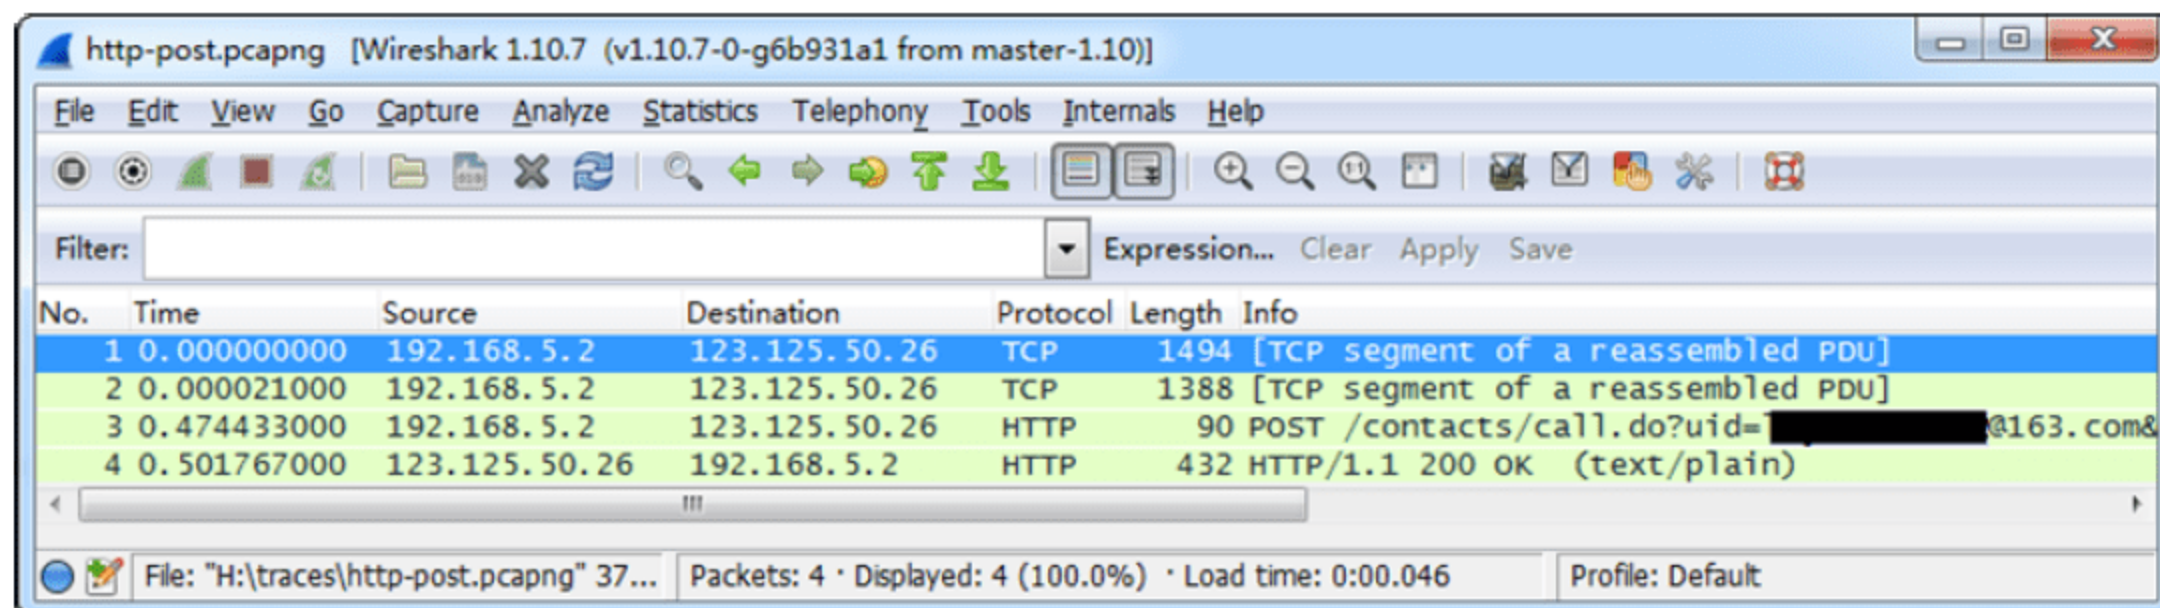 http-post.pcapng [Wireshark 1.10.7 (v1.10.7-0-g6b931a1 from master-1.10)]
File Edit View Go Capture Analyze Statistics Telephony Tools Internals Help
Filter: Expression... Clear Apply Save
No. Time Source Destination Protocol Length Info
1 0.000000000 192.168.5.2 123.125.50.26 TCP 1494 [TCP segment of a reassembled PDU]
2 0.000021000 192.168.5.2 123.125.50.26 TCP 1388 [TCP segment of a reassembled PDU]
3 0.474433000 192.168.5.2 123.125.50.26 HTTP 90 POST /contacts/call.do?uid= @163.com&
4 0.501767000 123.125.50.26 192.168.5.2 HTTP 432 HTTP/1.1 200 OK (text/plain)
File: "H:\traces\http-post.pcapng" 37... Packets: 4 · Displayed: 4 (100.0%) · Load time: 0:00.046 Profile: Default